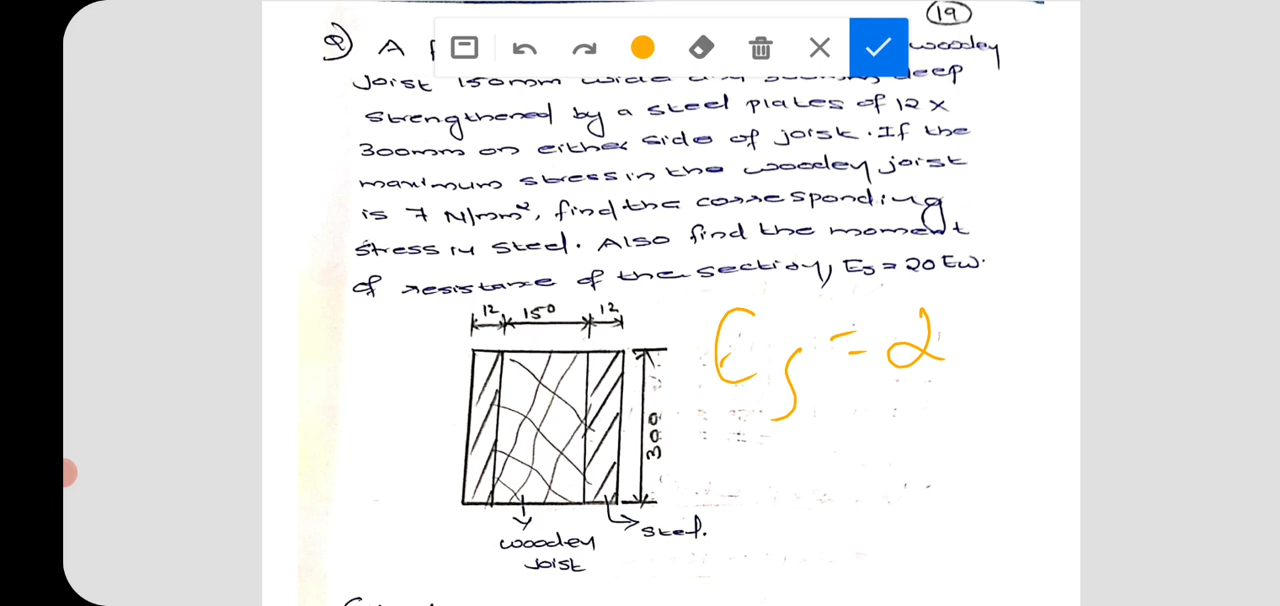 19
Q) A
wooden
Joist 150mm wide deep
strengthened by a steel plates of 12 x
300mm on either side of joist. If the
maximum stress in the wooden joist
is 7 N/mm², find the corresponding
stress in steel. Also find the moment
of resistance of the section, Es = 20 Ew.
12 150 12
Es = 2
300
steel.
wooden
joist